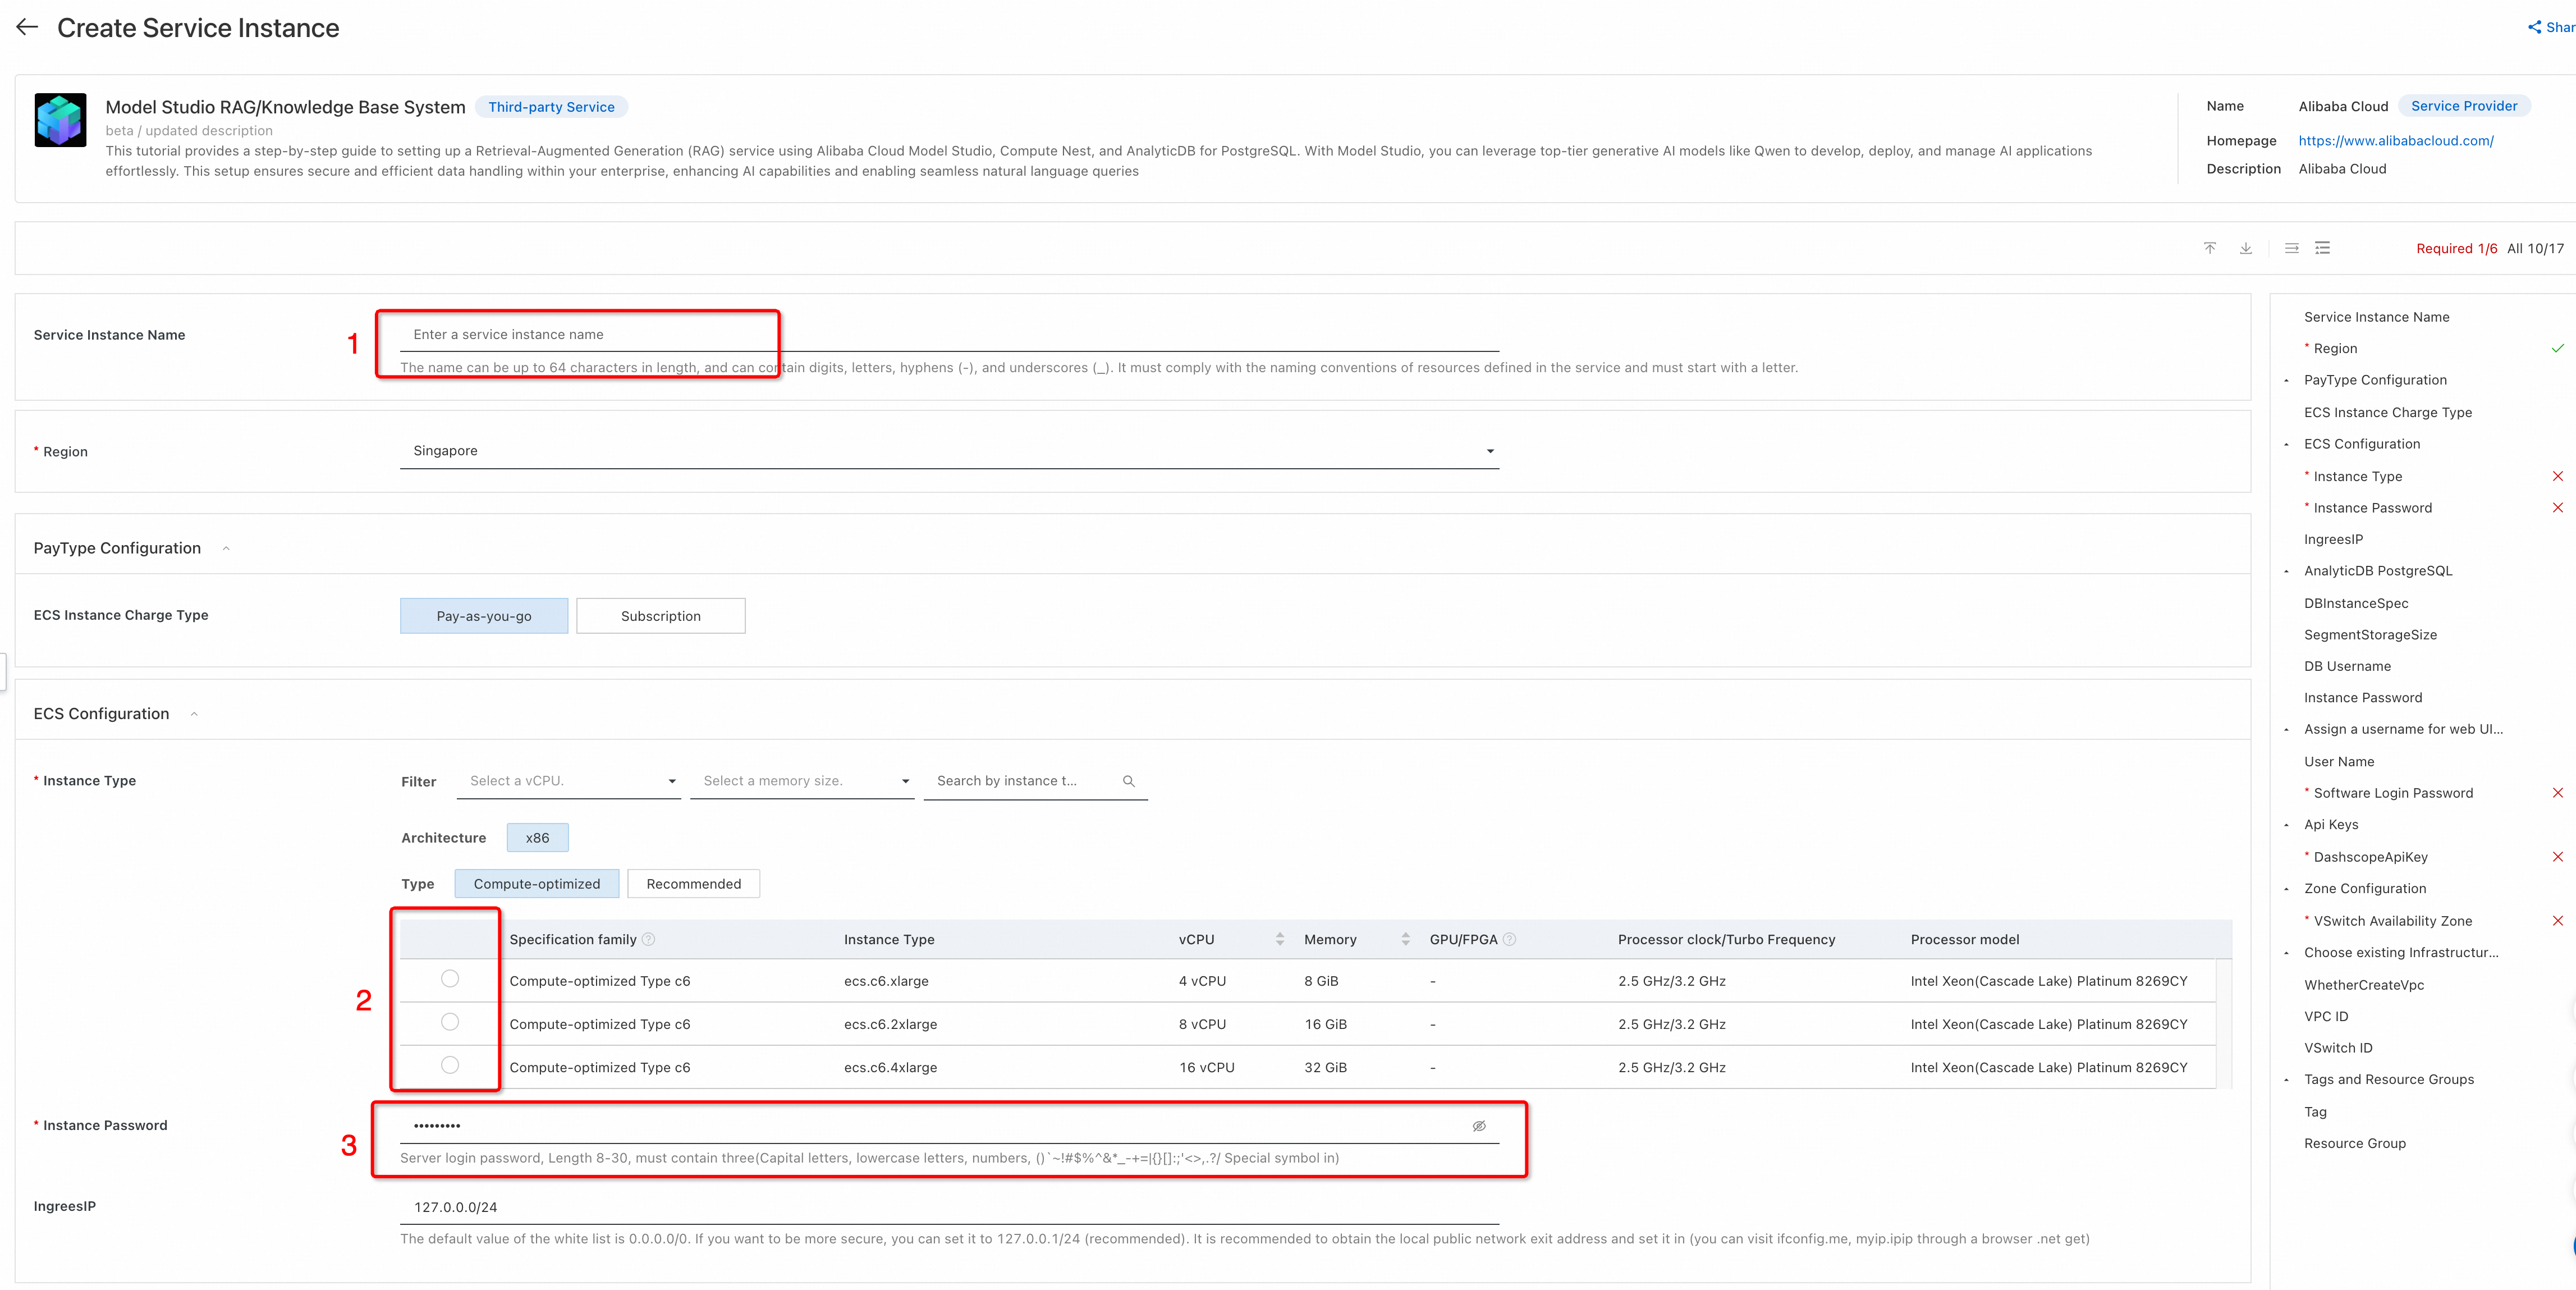 Create Service Instance
Model Studio RAG/Knowledge Base System Third-party Service
beta / updated description
This tutorial provides a step-by-step guide to setting up a Retrieval-Augmented Generation (RAG) service using Alibaba Cloud Model Studio, Compute Nest, and AnalyticDB for PostgreSQL. With Model Studio, you can leverage top-tier generative AI models like Qwen to develop, deploy, and manage AI applications
effortlessly. This setup ensures secure and efficient data handling within your enterprise, enhancing AI capabilities and enabling seamless natural language queries
Name Alibaba Cloud Service Provider
Homepage https://www.alibabacloud.com/
Description Alibaba Cloud
Required 1/6 All 10/17
Service Instance Name 1 Enter a service instance name
The name can be up to 64 characters in length, and can contain digits, letters, hyphens (-), and underscores (_). It must comply with the naming conventions of resources defined in the service and must start with a letter.
* Region Singapore
PayType Configuration
ECS Instance Charge Type Pay-as-you-go Subscription
ECS Configuration
* Instance Type Filter Select a vCPU. Select a memory size. Search by instance t...
Architecture x86
Type Compute-optimized Recommended
Specification family Instance Type vCPU Memory GPU/FPGA Processor clock/Turbo Frequency Processor model
Compute-optimized Type c6 ecs.c6.xlarge 4 vCPU 8 GiB - 2.5 GHz/3.2 GHz Intel Xeon(Cascade Lake) Platinum 8269CY
2
Compute-optimized Type c6 ecs.c6.2xlarge 8 vCPU 16 GiB - 2.5 GHz/3.2 GHz Intel Xeon(Cascade Lake) Platinum 8269CY
Compute-optimized Type c6 ecs.c6.4xlarge 16 vCPU 32 GiB - 2.5 GHz/3.2 GHz Intel Xeon(Cascade Lake) Platinum 8269CY
* Instance Password •••••••••
3
Server login password, Length 8-30, must contain three(Capital letters, lowercase letters, numbers, ()`~!#$%^&*_-+=|{}[]:;'<>,.?/ Special symbol in)
IngreesIP 127.0.0.0/24
The default value of the white list is 0.0.0.0/0. If you want to be more secure, you can set it to 127.0.0.1/24 (recommended). It is recommended to obtain the local public network exit address and set it in (you can visit ifconfig.me, myip.ipip through a browser .net get)
Service Instance Name
* Region
PayType Configuration
ECS Instance Charge Type
ECS Configuration
* Instance Type
* Instance Password
IngreesIP
AnalyticDB PostgreSQL
DBInstanceSpec
SegmentStorageSize
DB Username
Instance Password
Assign a username for web UI...
User Name
* Software Login Password
Api Keys
* DashscopeApiKey
Zone Configuration
* VSwitch Availability Zone
Choose existing Infrastructur...
WhetherCreateVpc
VPC ID
VSwitch ID
Tags and Resource Groups
Tag
Resource Group